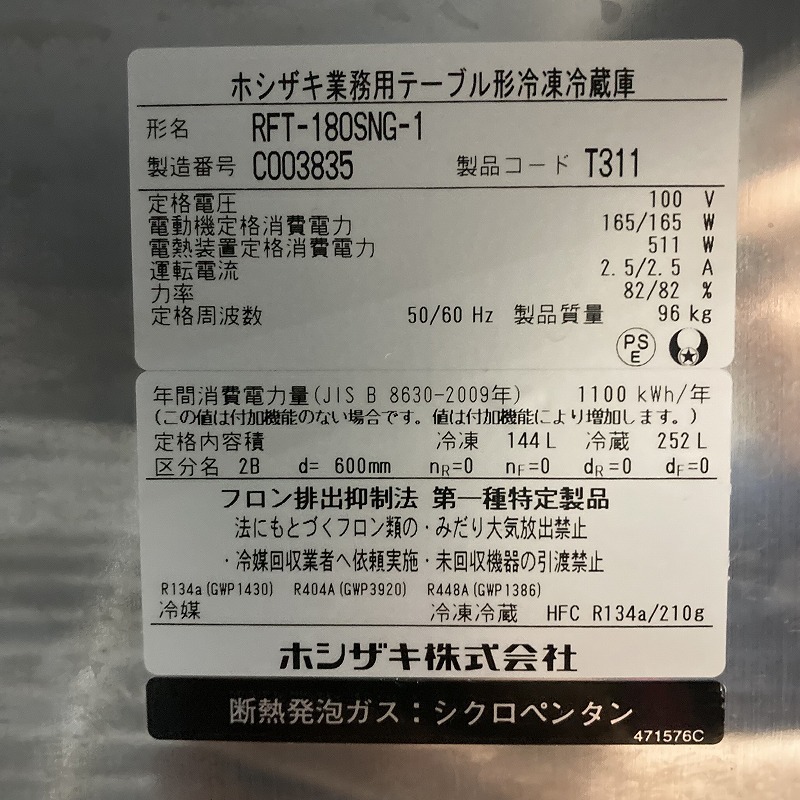 ホシザキ業務用テーブル形冷凍冷蔵庫
形名 RFT-180SNG-1
製造番号 C003835 製品コード T311
定格電圧 100 V
電動機定格消費電力 165/165 W
電熱装置定格消費電力 511 W
運転電流 2.5/2.5 A
力率 82/82 %
定格周波数 50/60 Hz 製品質量 96 kg
PSE
年間消費電力量(JIS B 8630-2009年) 1100 kWh/年
(この値は付加機能のない場合です。値は付加機能により増加します。)
定格内容積 冷凍 144 L 冷蔵 252 L
区分名 2B d= 600mm nR=0 nF=0 dR=0 dF=0
フロン排出抑制法 第一種特定製品
法にもとづくフロン類の・みだり大気放出禁止
・冷媒回収業者へ依頼実施・未回収機器の引渡禁止
R134a(GWP1430) R404A(GWP3920) R448A(GWP1386)
冷媒 冷凍冷蔵 HFC R134a/210g
ホシザキ株式会社
断熱発泡ガス：シクロペンタン
471576C